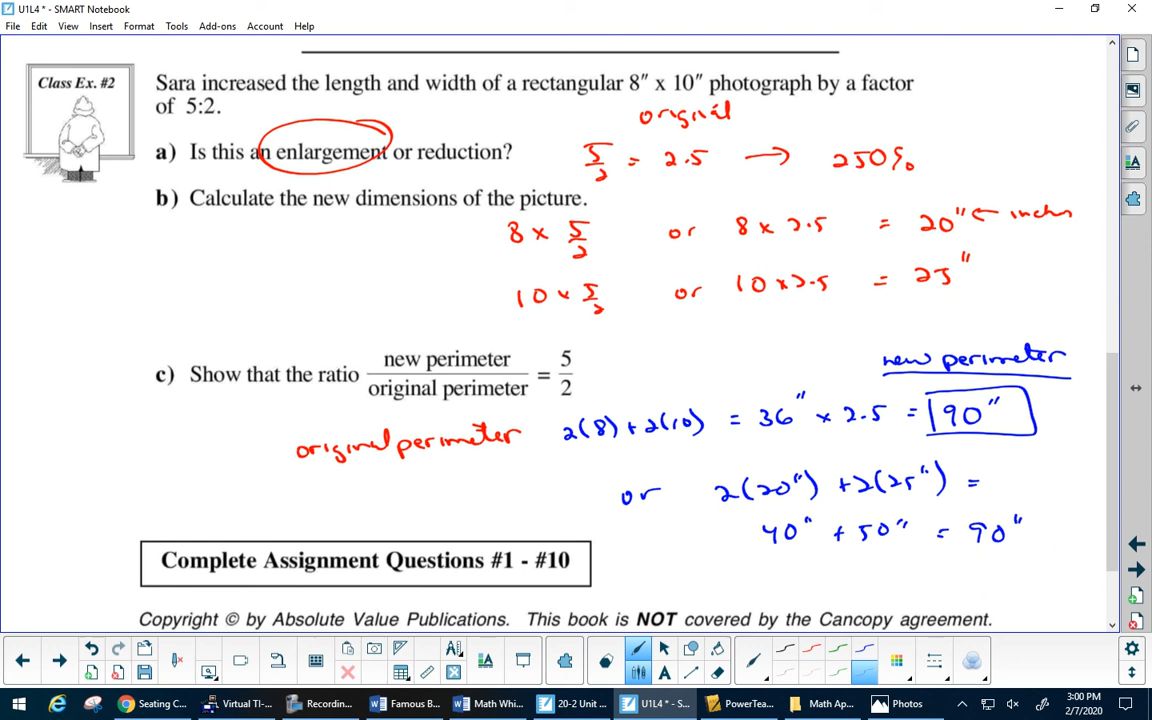 U1L4 * - SMART Notebook
File Edit View Insert Format Tools Add-ons Account Help
Class Ex. #2
Sara increased the length and width of a rectangular 8″ x 10″ photograph by a factor
of 5:2.
original
a) Is this an enlargement or reduction?
5/2 = 2.5 → 250%
b) Calculate the new dimensions of the picture.
8 x 5/2 or 8 x 2.5 = 20" ← inches
10 x 5/2 or 10 x 2.5 = 25"
c) Show that the ratio new perimeter/original perimeter = 5/2
new perimeter
original perimeter 2(8) + 2(10) = 36" x 2.5 = 90"
or 2(20") + 2(25") =
40" + 50" = 90"
Complete Assignment Questions #1 - #10
Copyright © by Absolute Value Publications. This book is NOT covered by the Cancopy agreement.
Seating C... Virtual TI-... Recordin... Famous B... Math Whi... 20-2 Unit ... U1L4 * - S... PowerTea... Math Ap... Photos
3:00 PM
2/7/2020